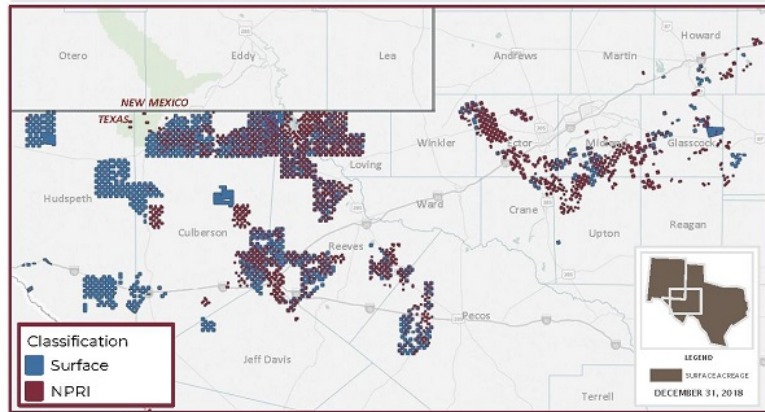 Otero
Eddy
Lea
Andrews
Martin
Howard
NEW MEXICO
TEXAS
Winkler
Ector
Midland
Glasscock
Loving
Hudspeth
Culberson
Ward
Crane
Upton
Reagan
Reeves
Pecos
Jeff Davis
Terrell
Classification
Surface
NPRI
LEGEND
SURFACE ACREAGE
DECEMBER 31, 2018